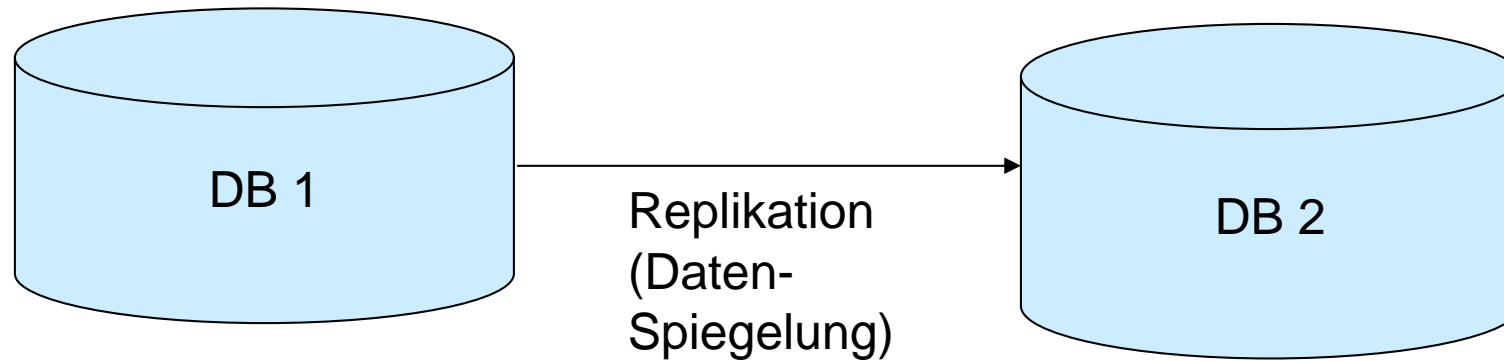 DB 1
Replikation
(Daten-
Spiegelung)
DB 2